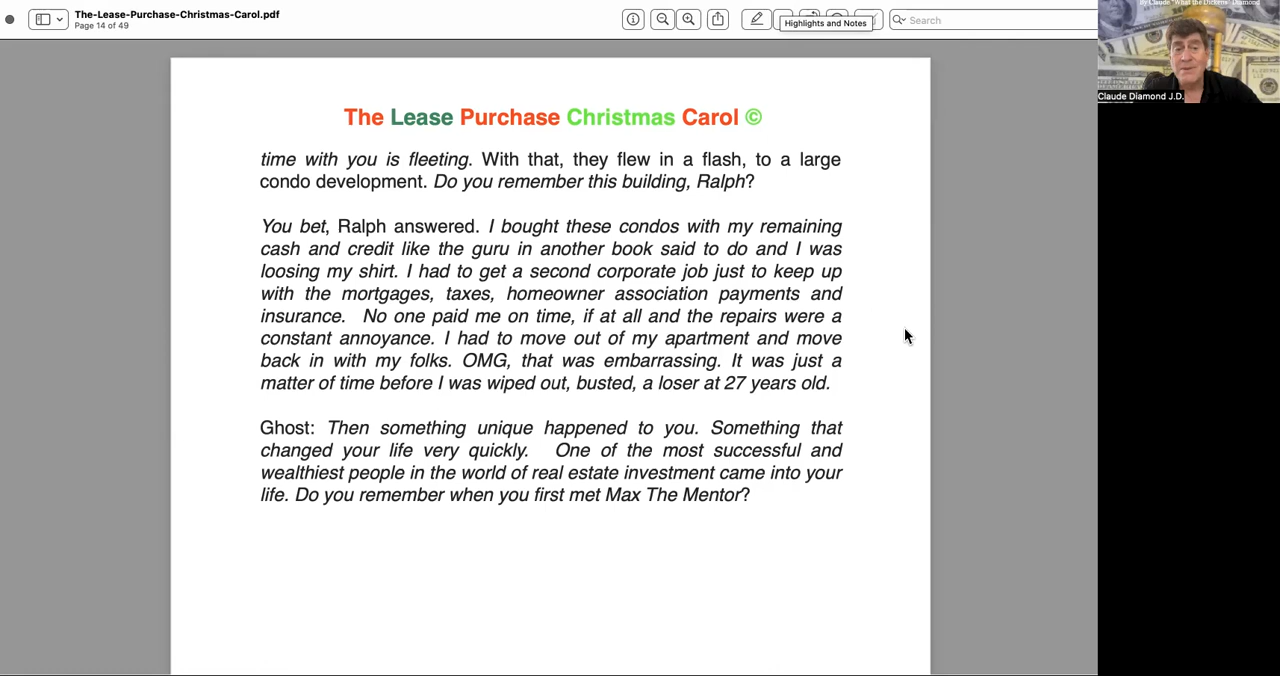 The-Lease-Purchase-Christmas-Carol.pdf
Page 14 of 49
Highlights and Notes
Search
By Claude "What the Dickens" Diamond
Claude Diamond J.D.
The Lease Purchase Christmas Carol ©
time with you is fleeting. With that, they flew in a flash, to a large
condo development. Do you remember this building, Ralph?
You bet, Ralph answered. I bought these condos with my remaining
cash and credit like the guru in another book said to do and I was
loosing my shirt. I had to get a second corporate job just to keep up
with the mortgages, taxes, homeowner association payments and
insurance. No one paid me on time, if at all and the repairs were a
constant annoyance. I had to move out of my apartment and move
back in with my folks. OMG, that was embarrassing. It was just a
matter of time before I was wiped out, busted, a loser at 27 years old.
Ghost: Then something unique happened to you. Something that
changed your life very quickly. One of the most successful and
wealthiest people in the world of real estate investment came into your
life. Do you remember when you first met Max The Mentor?